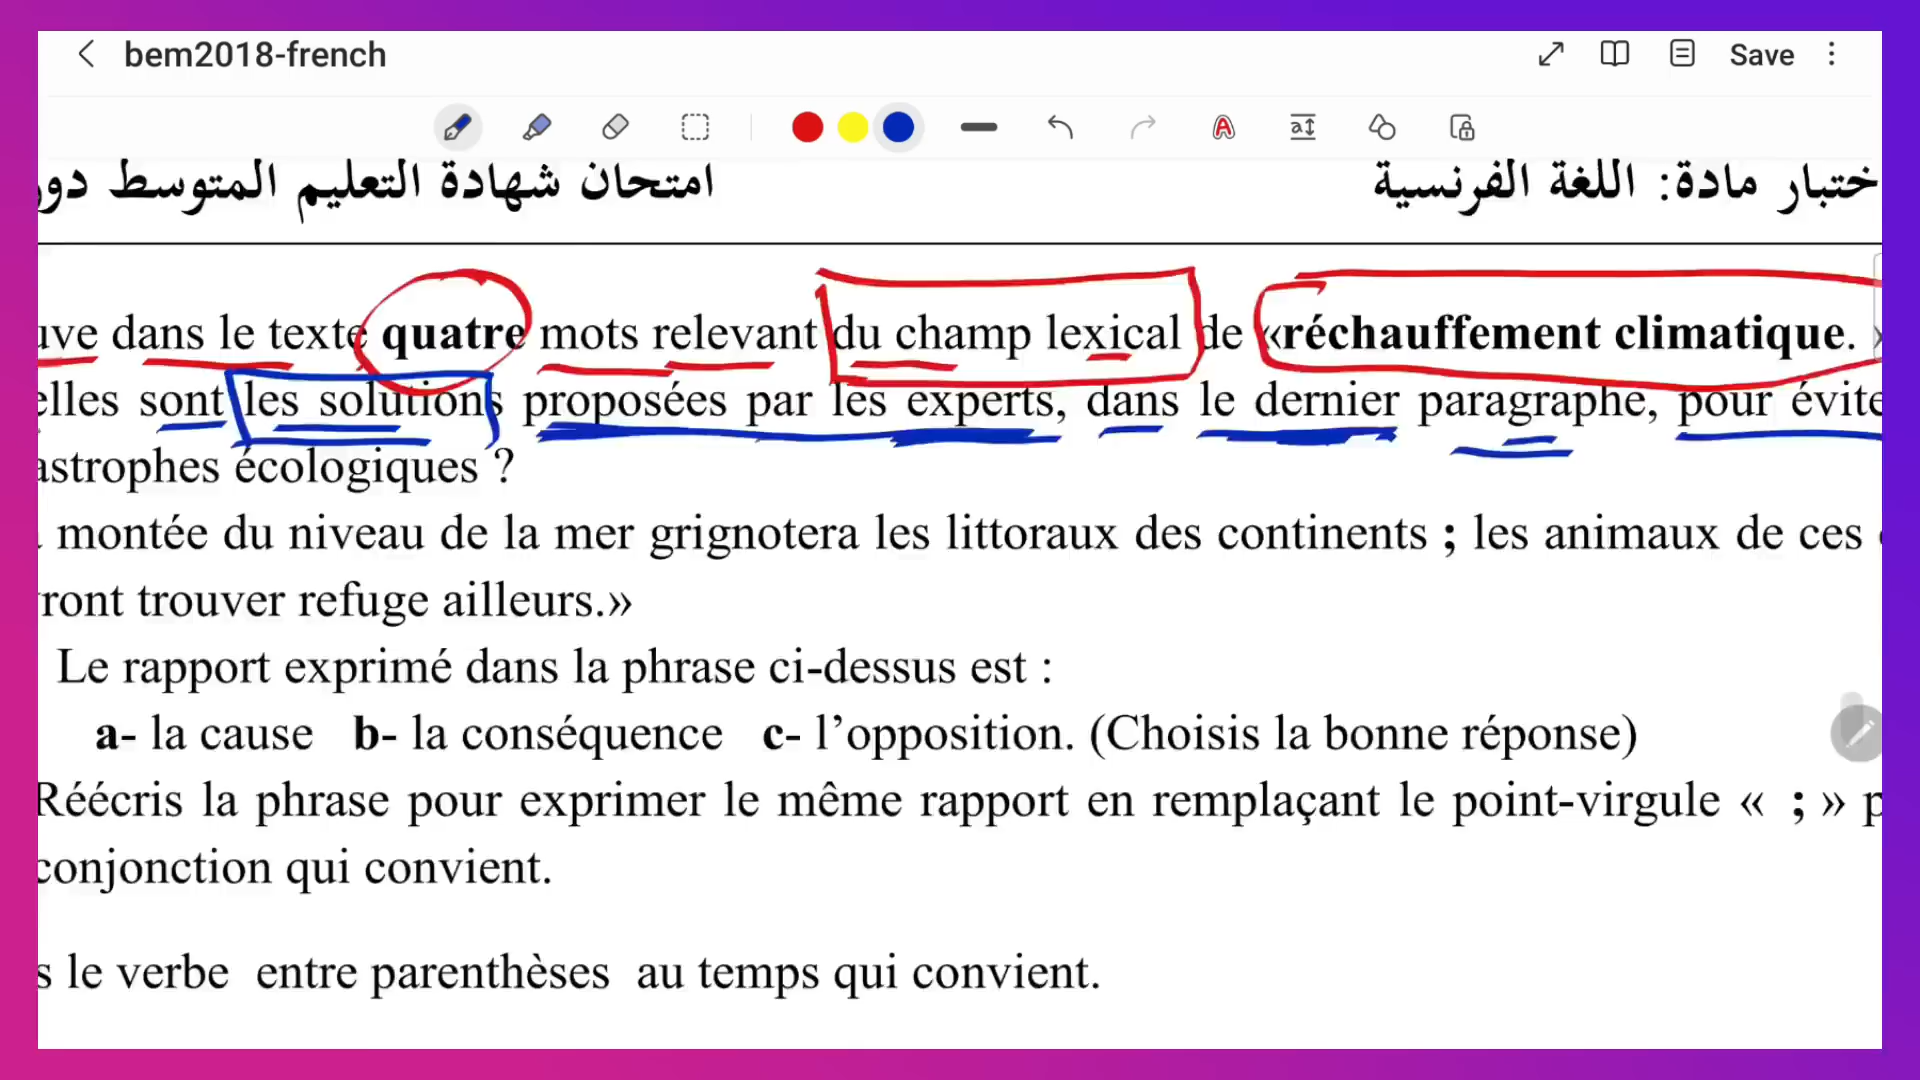 bem2018-french
Save
ختبار مادة: اللغة الفرنسية امتحان شهادة التعليم المتوسط دور
uve dans le texte quatre mots relevant du champ lexical de «réchauffement climatique. »
elles sont les solutions proposées par les experts, dans le dernier paragraphe, pour évite
astrophes écologiques ?
montée du niveau de la mer grignotera les littoraux des continents ; les animaux de ces
ront trouver refuge ailleurs.»
Le rapport exprimé dans la phrase ci-dessus est :
a- la cause b- la conséquence c- l’opposition. (Choisis la bonne réponse)
Réécris la phrase pour exprimer le même rapport en remplaçant le point-virgule « ; » p
conjonction qui convient.
s le verbe entre parenthèses au temps qui convient.